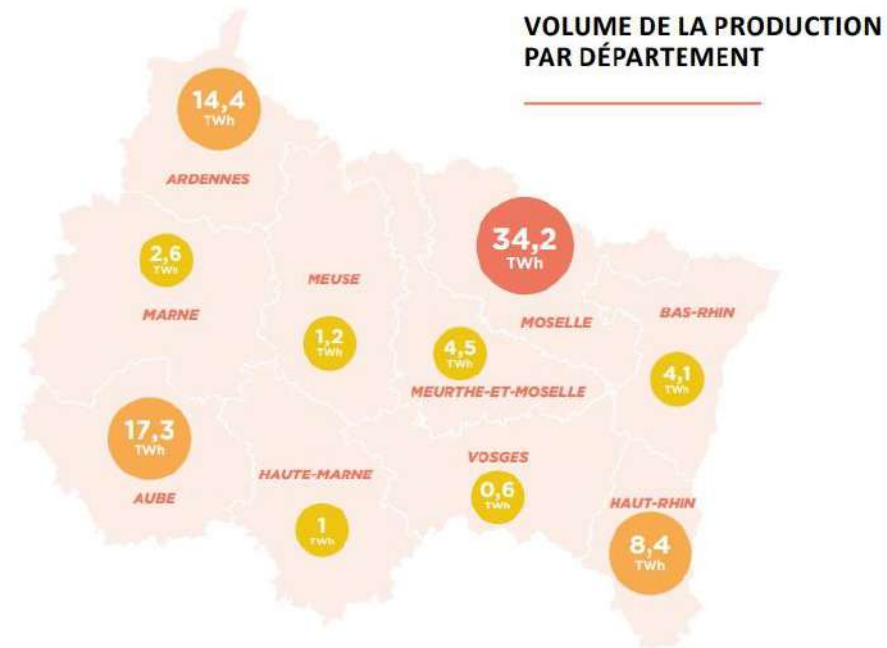 VOLUME DE LA PRODUCTION
PAR DÉPARTEMENT
14,4
TWh
ARDENNES
2,6
TWh
MARNE
MEUSE
1,2
TWh
34,2
TWh
MOSELLE
BAS-RHIN
4,5
TWh
MEURTHE-ET-MOSELLE
4,1
TWh
17,3
TWh
AUBE
HAUTE-MARNE
1
TWh
VOSGES
0,6
TWh
HAUT-RHIN
8,4
TWh